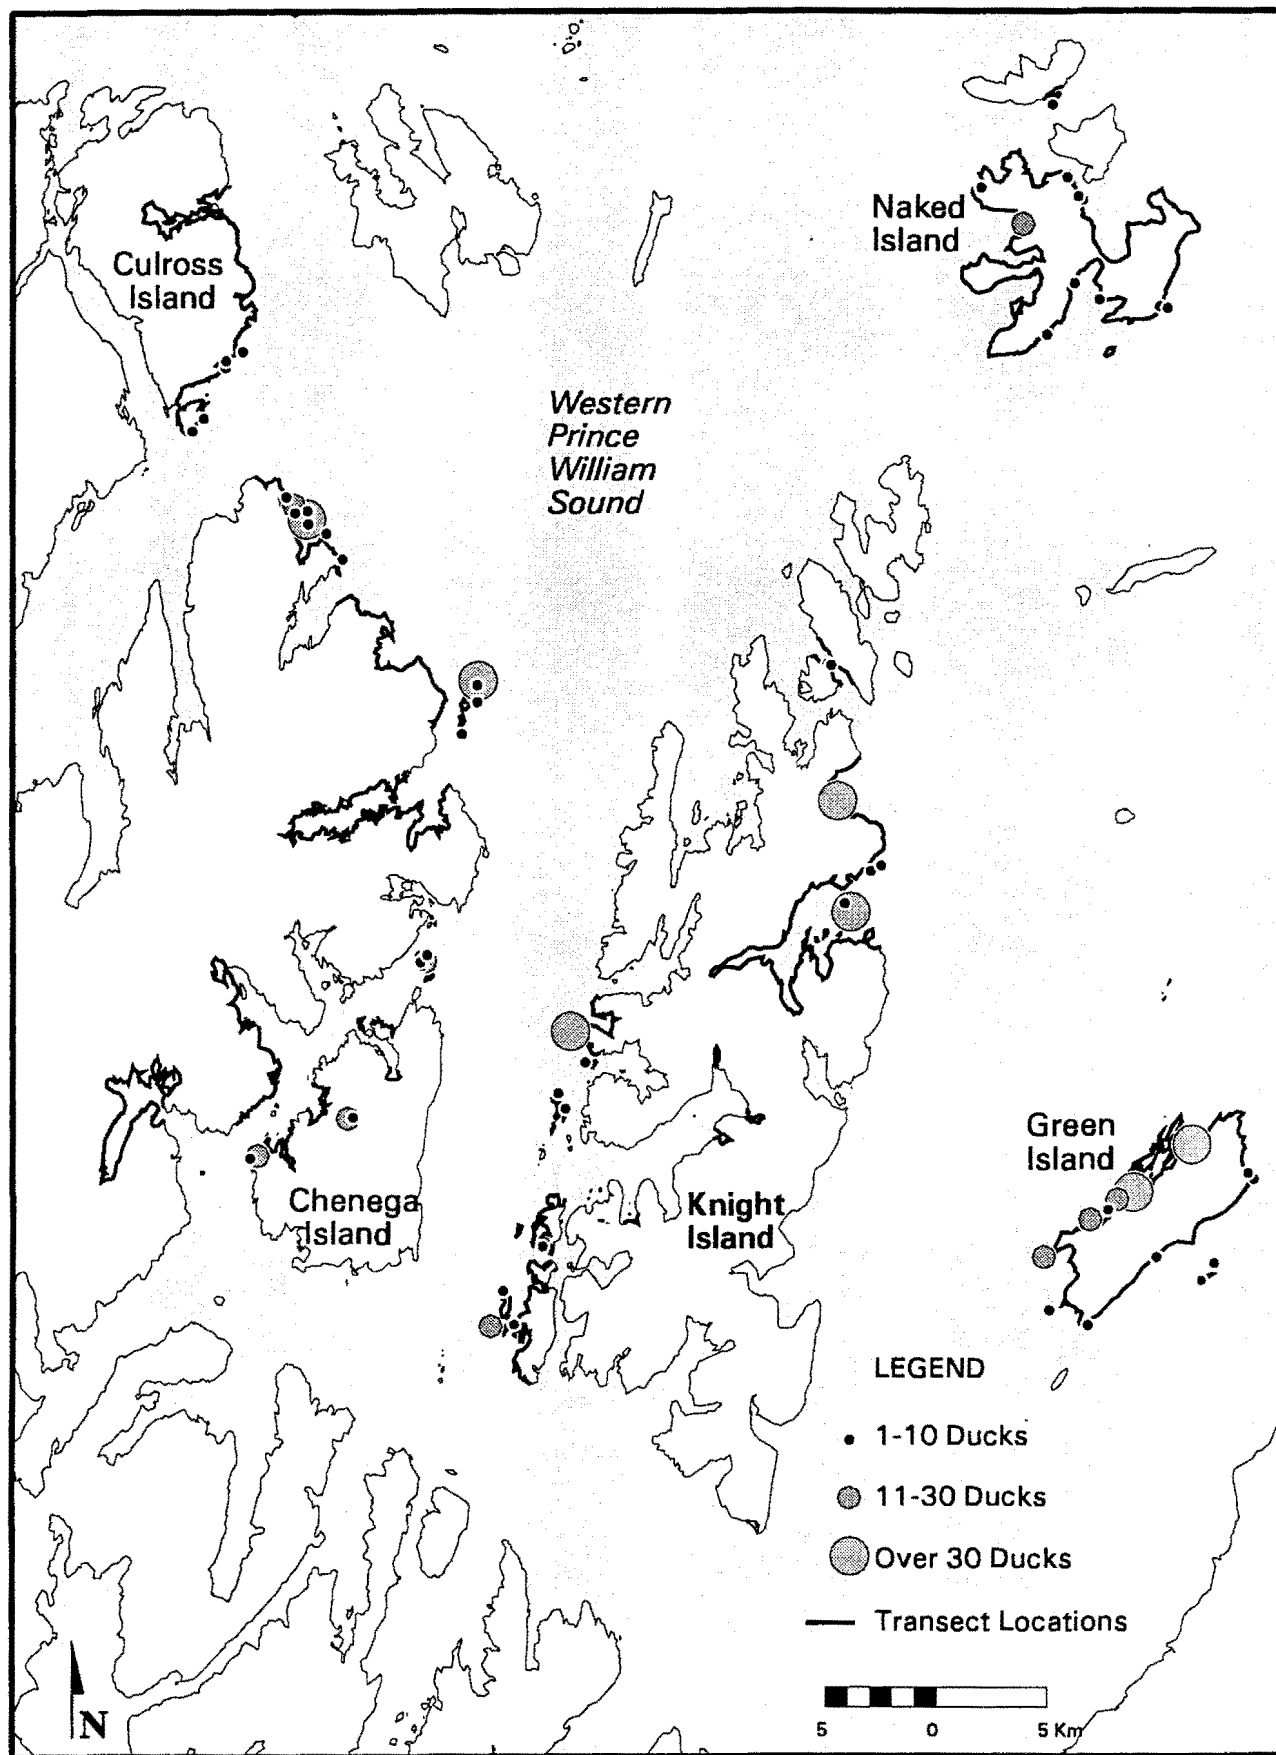 Naked
Island
Culross
Island
Western
Prince
William
Sound
Green
Island
Chenega
Island
Knight
Island
LEGEND
1-10 Ducks
11-30 Ducks
Over 30 Ducks
Transect Locations
N
5 0 5 Km